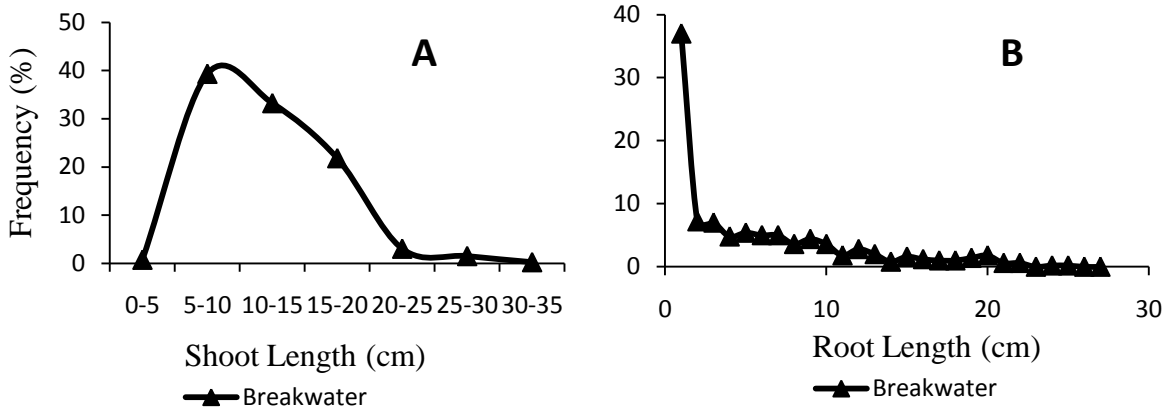 Frequency (%)
50
40
30
20
10
0
A
0-5 5-10 10-15 15-20 20-25 25-30 30-35
Shoot Length (cm)
Breakwater
40
30
20
10
0
B
0 10 20 30
Root Length (cm)
Breakwater